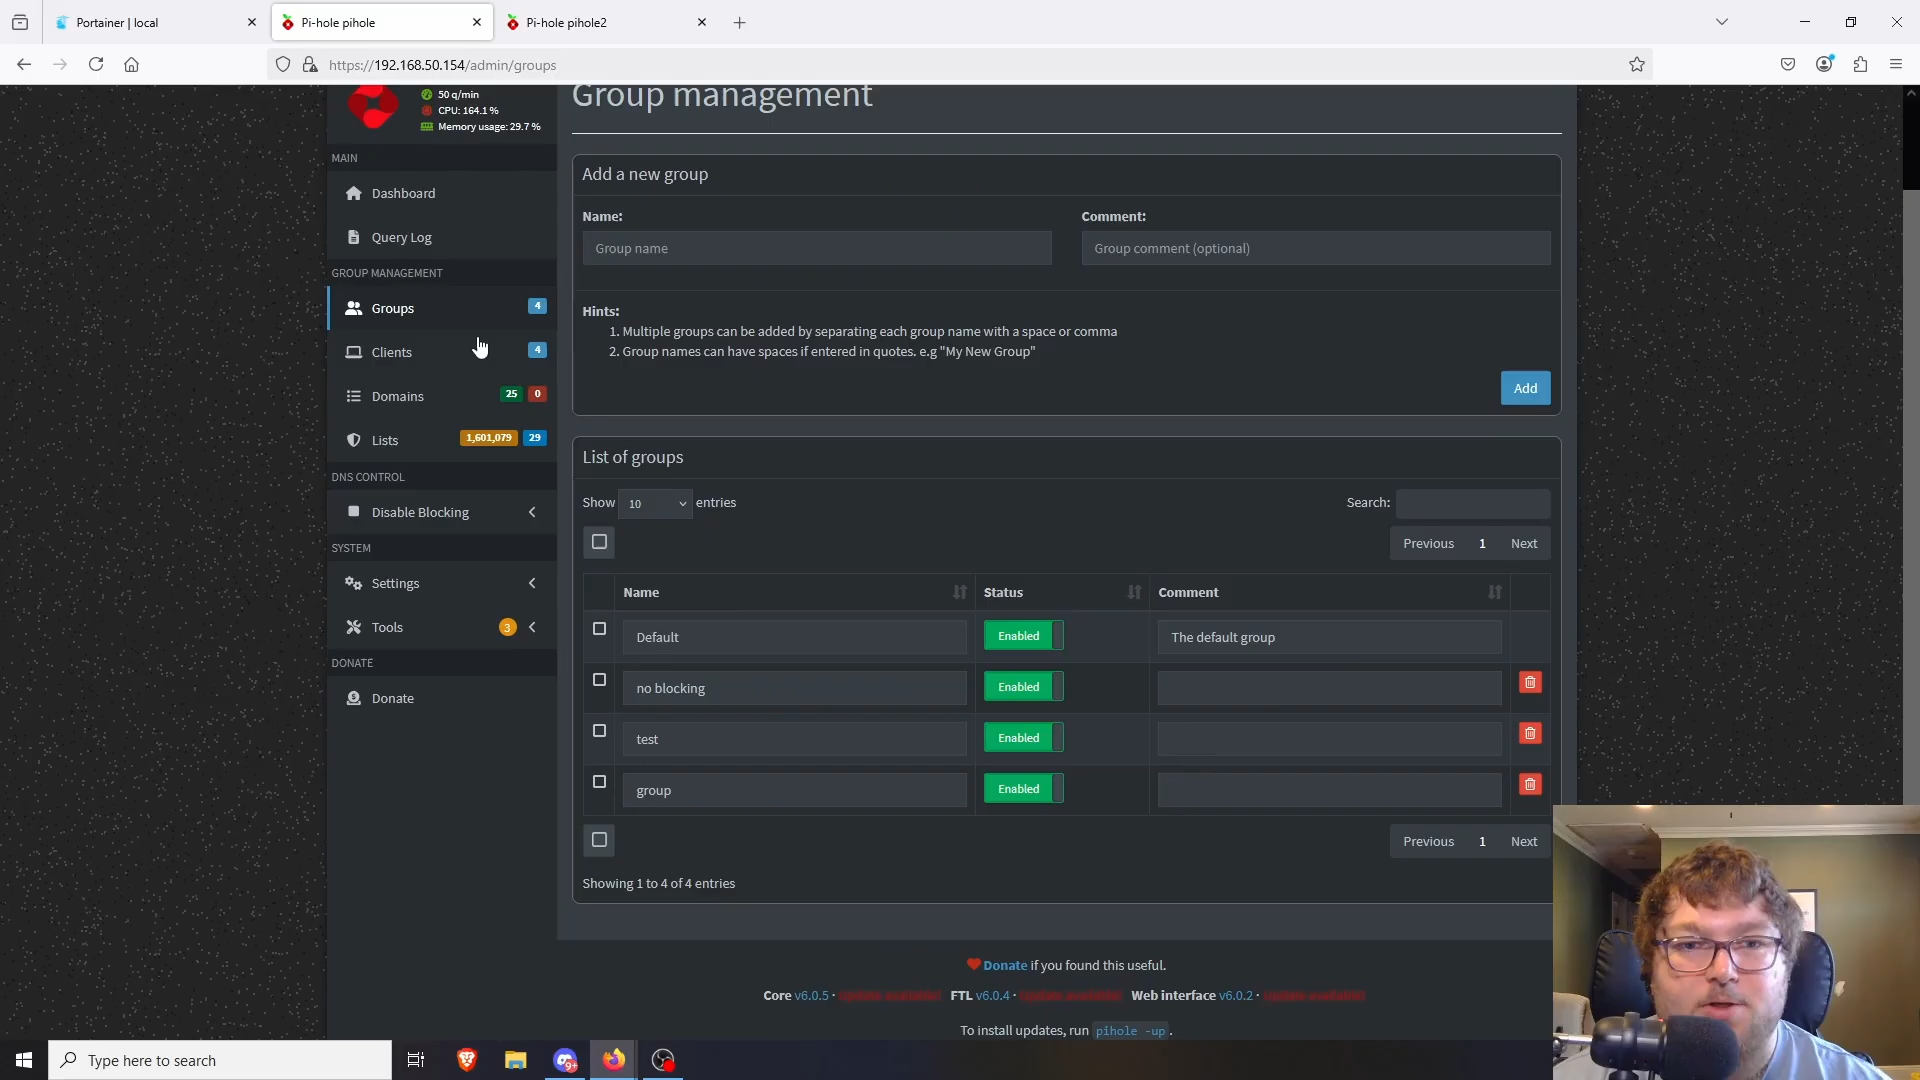 Portainer | local
Pi-hole pihole
Pi-hole pihole2
https://192.168.50.154/admin/groups
50 q/min
CPU: 164.1 %
Memory usage: 29.7 %
MAIN
Dashboard
Query Log
GROUP MANAGEMENT
Groups 4
Clients 4
Domains 25 0
Lists 1,601,079 29
DNS CONTROL
Disable Blocking
SYSTEM
Settings
Tools 3
DONATE
Donate
Group management
Add a new group
Name: Comment:
Group name Group comment (optional)
Hints:
1. Multiple groups can be added by separating each group name with a space or comma
2. Group names can have spaces if entered in quotes. e.g "My New Group"
Add
List of groups
Show 10 entries Search:
Previous 1 Next
Name Status Comment
Default Enabled The default group
no blocking Enabled
test Enabled
group Enabled
Previous 1 Next
Showing 1 to 4 of 4 entries
Donate if you found this useful.
Core v6.0.5 · Update available! FTL v6.0.4 · Update available! Web interface v6.0.2 · Update available!
To install updates, run pihole -up.
Type here to search
9+